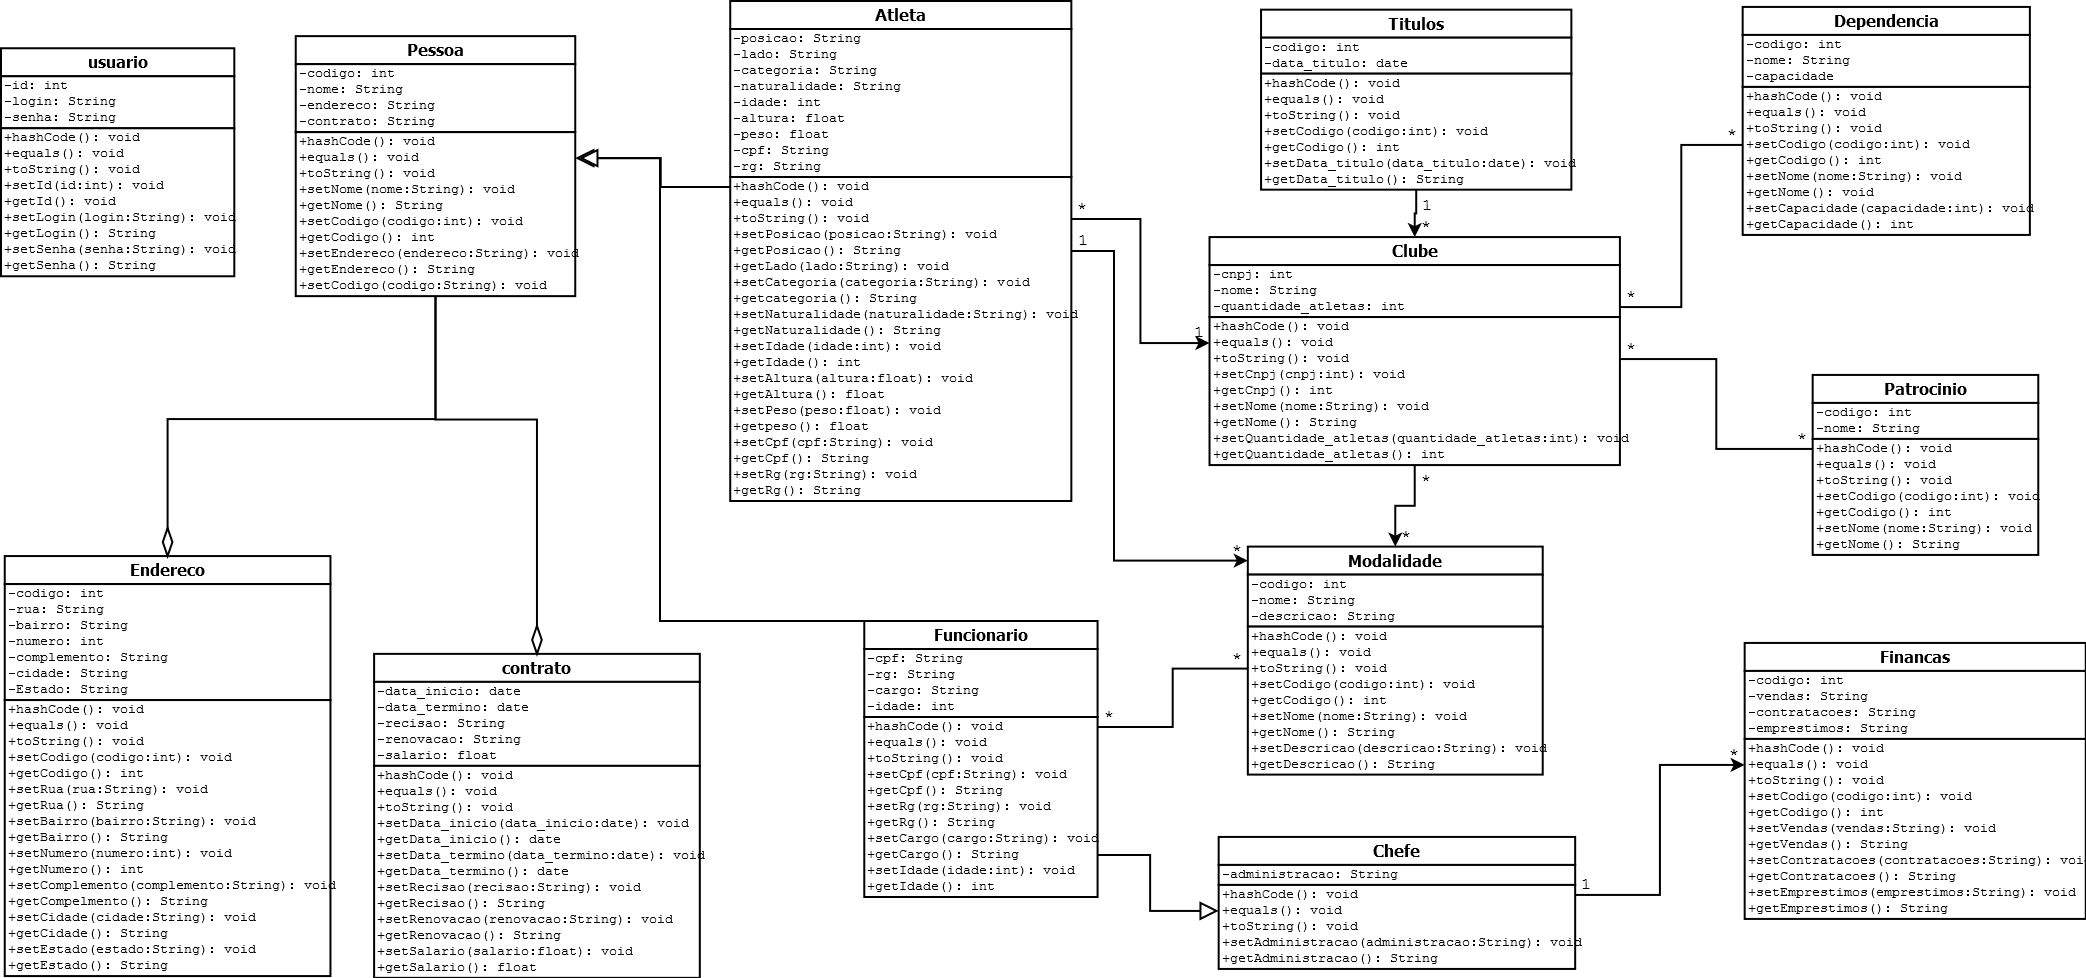 usuario
-id: int
-login: String
-senha: String
+hashCode(): void
+equals(): void
+toString(): void
+setId(id:int): void
+getId(): void
+setLogin(login:String): void
+getLogin(): String
+setSenha(senha:String): void
+getSenha(): String
Pessoa
-codigo: int
-nome: String
-endereco: String
-contrato: String
+hashCode(): void
+equals(): void
+toString(): void
+setNome(nome:String): void
+getNome(): String
+setCodigo(codigo:int): void
+getCodigo(): int
+setEndereco(endereco:String): void
+getEndereco(): String
+setCodigo(codigo:String): void
Atleta
-posicao: String
-lado: String
-categoria: String
-naturalidade: String
-idade: int
-altura: float
-peso: float
-cpf: String
-rg: String
+hashCode(): void
+equals(): void
+toString(): void
+setPosicao(posicao:String): void
+getPosicao(): String
+getLado(lado:String): void
+setCategoria(categoria:String): void
+getcategoria(): String
+setNaturalidade(naturalidade:String): void
+getNaturalidade(): String
+setIdade(idade:int): void
+getIdade(): int
+setAltura(altura:float): void
+getAltura(): float
+setPeso(peso:float): void
+getpeso(): float
+setCpf(cpf:String): void
+getCpf(): String
+setRg(rg:String): void
+getRg(): String
*
1
1
*
Titulos
-codigo: int
-data_titulo: date
+hashCode(): void
+equals(): void
+toString(): void
+setCodigo(codigo:int): void
+getCodigo(): int
+setData_titulo(data_titulo:date): void
+getData_titulo(): String
1
*
Dependencia
-codigo: int
-nome: String
-capacidade
+hashCode(): void
+equals(): void
+toString(): void
+setCodigo(codigo:int): void
+getCodigo(): int
+setNome(nome:String): void
+getNome(): void
+setCapacidade(capacidade:int): void
+getCapacidade(): int
*
*
Clube
-cnpj: int
-nome: String
-quantidade_atletas: int
+hashCode(): void
+equals(): void
+toString(): void
+setCnpj(cnpj:int): void
+getCnpj(): int
+setNome(nome:String): void
+getNome(): String
+setQuantidade_atletas(quantidade_atletas:int): void
+getQuantidade_atletas(): int
*
*
*
*
Patrocinio
-codigo: int
-nome: String
+hashCode(): void
+equals(): void
+toString(): void
+setCodigo(codigo:int): void
+getCodigo(): int
+setNome(nome:String): void
+getNome(): String
Endereco
-codigo: int
-rua: String
-bairro: String
-numero: int
-complemento: String
-cidade: String
-Estado: String
+hashCode(): void
+equals(): void
+toString(): void
+setCodigo(codigo:int): void
+getCodigo(): int
+setRua(rua:String): void
+getRua(): String
+setBairro(bairro:String): void
+getBairro(): String
+setNumero(numero:int): void
+getNumero(): int
+setComplemento(complemento:String): void
+getCompelmento(): String
+setCidade(cidade:String): void
+getCidade(): String
+setEstado(estado:String): void
+getEstado(): String
contrato
-data_inicio: date
-data_termino: date
-recisao: String
-renovacao: String
-salario: float
+hashCode(): void
+equals(): void
+toString(): void
+setData_inicio(data_inicio:date): void
+getData_inicio(): date
+setData_termino(data_termino:date): void
+getData_termino(): date
+setRecisao(recisao:String): void
+getRecisao(): String
+setRenovacao(renovacao:String): void
+getRenovacao(): String
+setSalario(salario:float): void
+getSalario(): float
Funcionario
-cpf: String
-rg: String
-cargo: String
-idade: int
+hashCode(): void
+equals(): void
+toString(): void
+setCpf(cpf:String): void
+getCpf(): String
+setRg(rg:String): void
+getRg(): String
+setCargo(cargo:String): void
+getCargo(): String
+setIdade(idade:int): void
+getIdade(): int
*
*
Modalidade
-codigo: int
-nome: String
-descricao: String
+hashCode(): void
+equals(): void
+toString(): void
+setCodigo(codigo:int): void
+getCodigo(): int
+setNome(nome:String): void
+getNome(): String
+setDescricao(descricao:String): void
+getDescricao(): String
Chefe
-administracao: String
+hashCode(): void
+equals(): void
+toString(): void
+setAdministracao(administracao:String): void
+getAdministracao(): String
1
*
Financas
-codigo: int
-vendas: String
-contratacoes: String
-emprestimos: String
+hashCode(): void
+equals(): void
+toString(): void
+setCodigo(codigo:int): void
+getCodigo(): int
+setVendas(vendas:String): void
+getVendas(): String
+setContratacoes(contratacoes:String): void
+getContratacoes(): String
+setEmprestimos(emprestimos:String): void
+getEmprestimos(): String